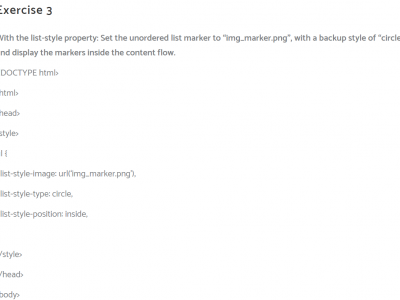 Exercise 3
With the list-style property: Set the unordered list marker to "img_marker.png", with a backup style of "circle
and display the markers inside the content flow.
DOCTYPE html>
html>
head>
style>
l {
list-style-image: url('img_marker.png'),
list-style-type: circle,
list-style-position: inside,
/style>
/head>
body>